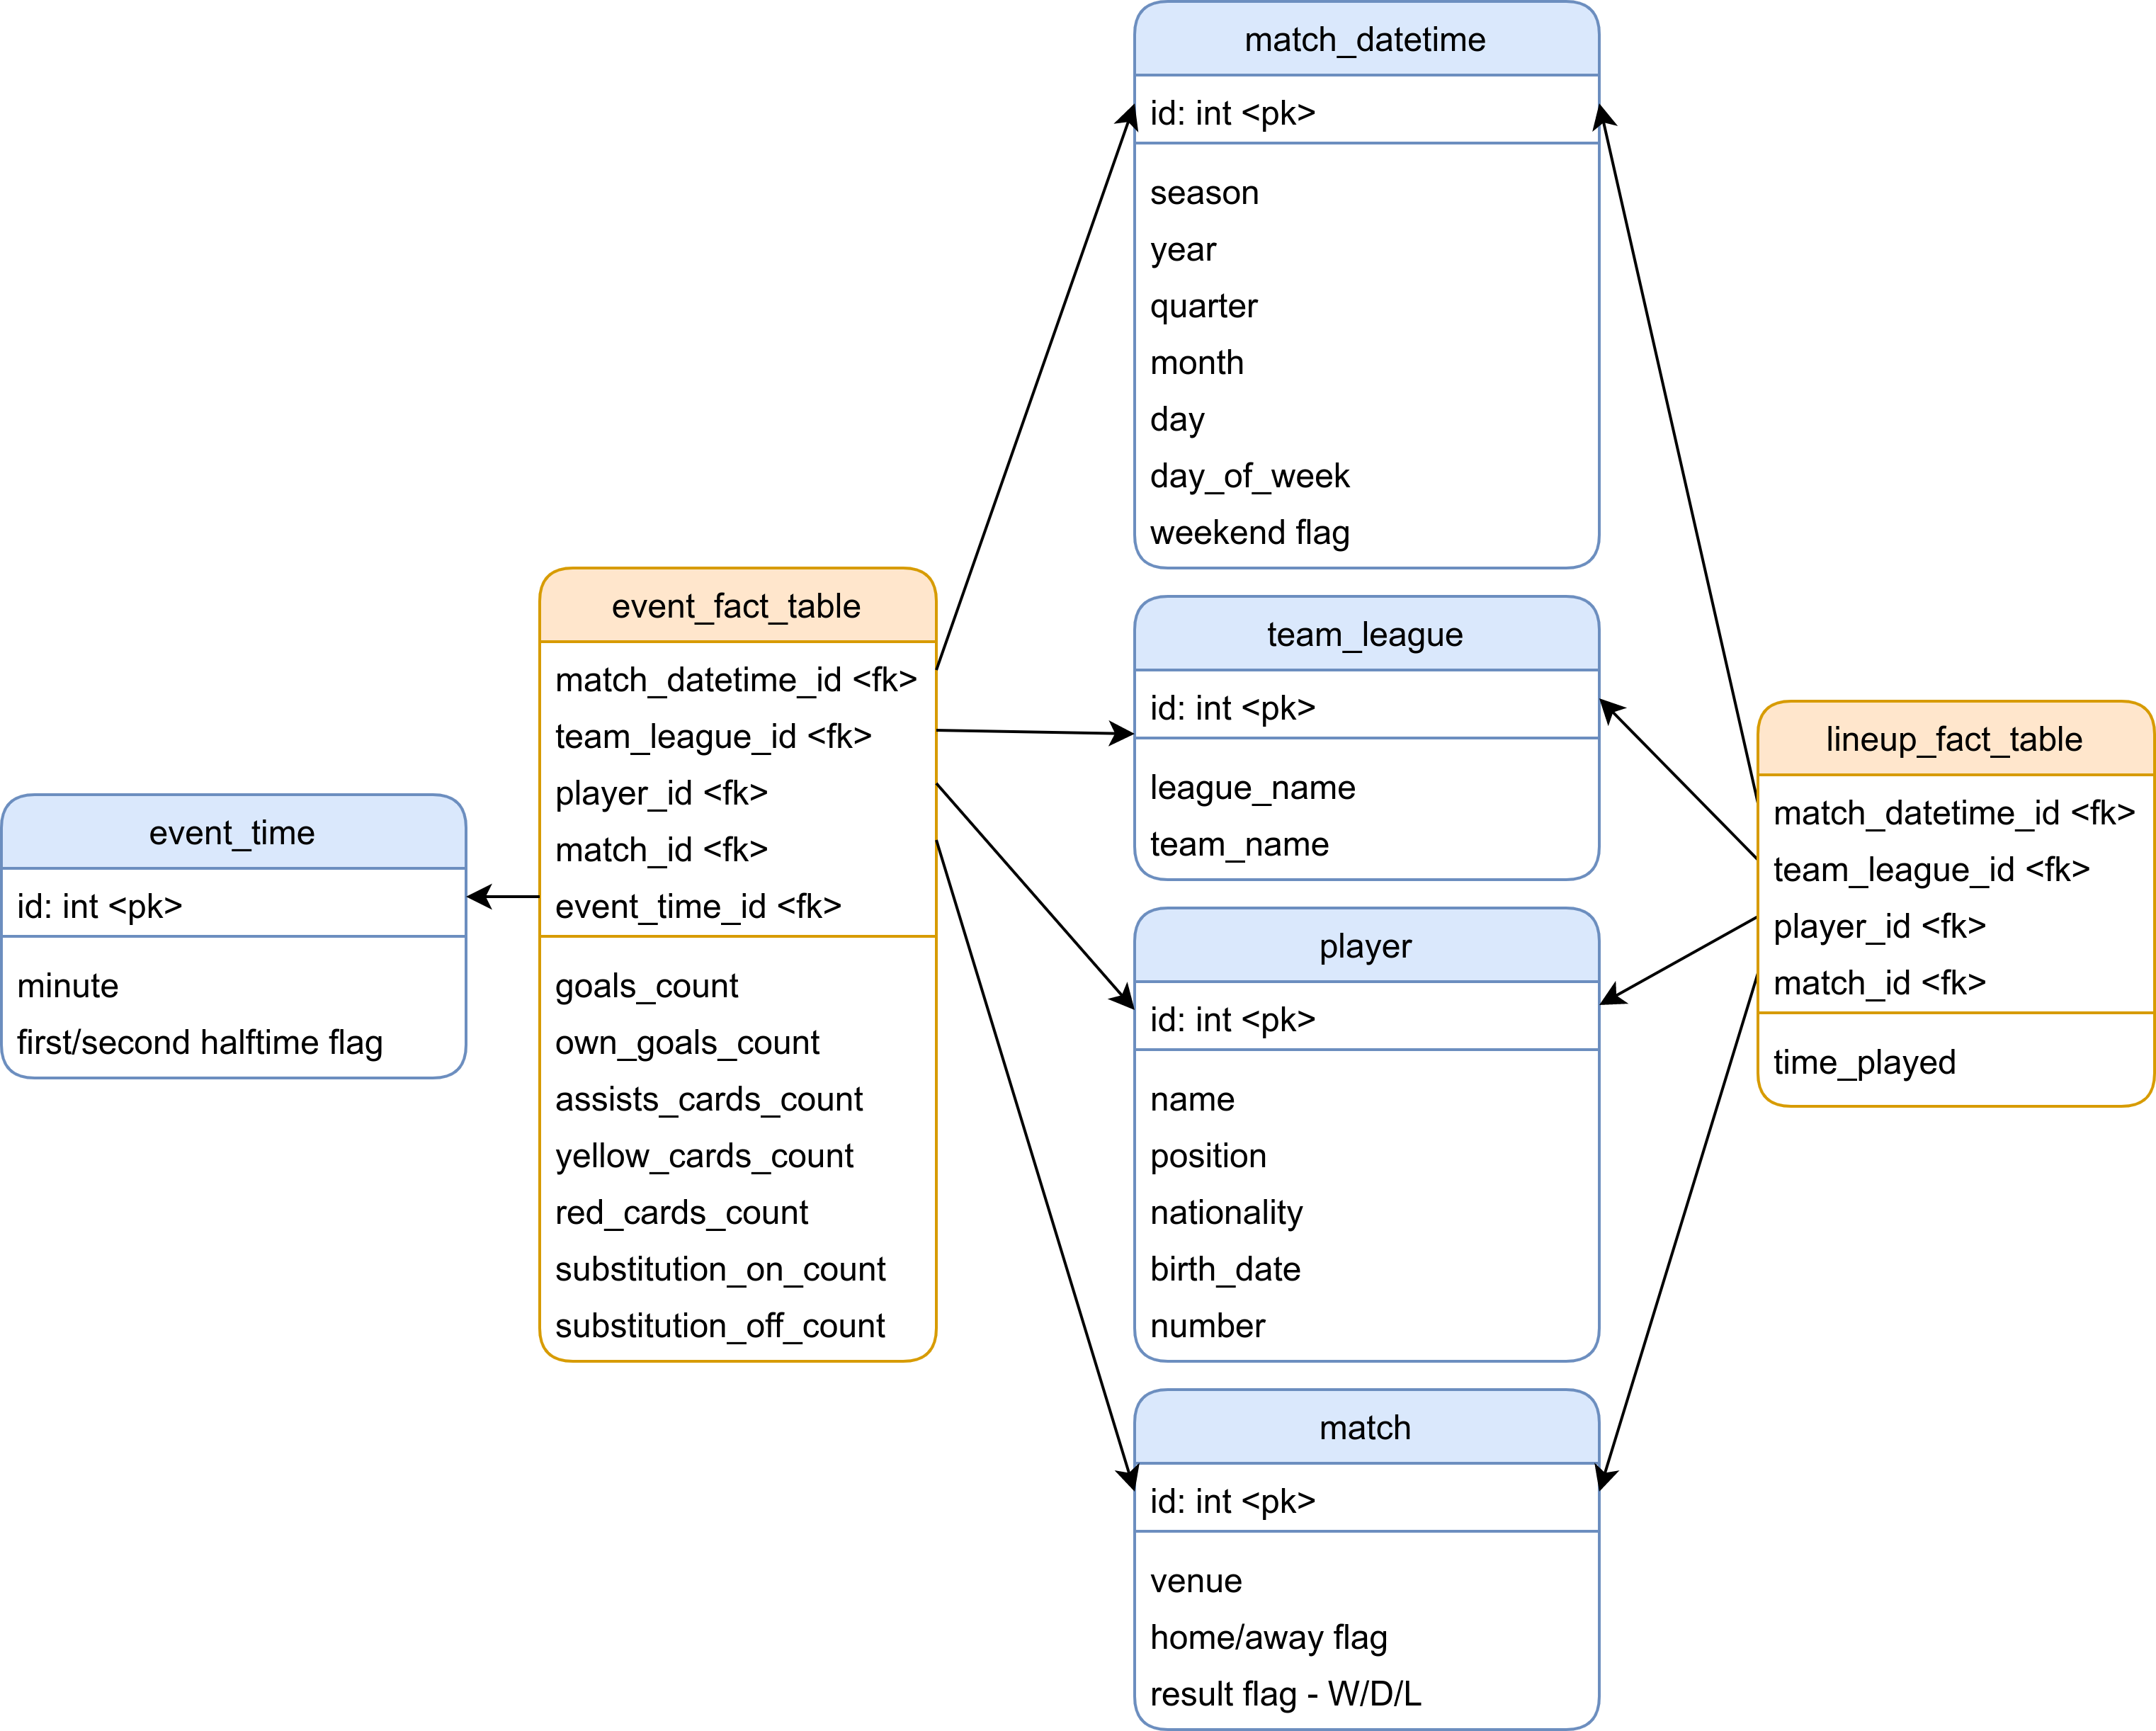 match_datetime
id: int <pk>
season
year
quarter
month
day
day_of_week
weekend flag
event_fact_table
match_datetime_id <fk>
team_league_id <fk>
player_id <fk>
match_id <fk>
event_time_id <fk>
goals_count
own_goals_count
assists_cards_count
yellow_cards_count
red_cards_count
substitution_on_count
substitution_off_count
team_league
id: int <pk>
league_name
team_name
lineup_fact_table
match_datetime_id <fk>
team_league_id <fk>
player_id <fk>
match_id <fk>
time_played
event_time
id: int <pk>
minute
first/second halftime flag
player
id: int <pk>
name
position
nationality
birth_date
number
match
id: int <pk>
venue
home/away flag
result flag - W/D/L